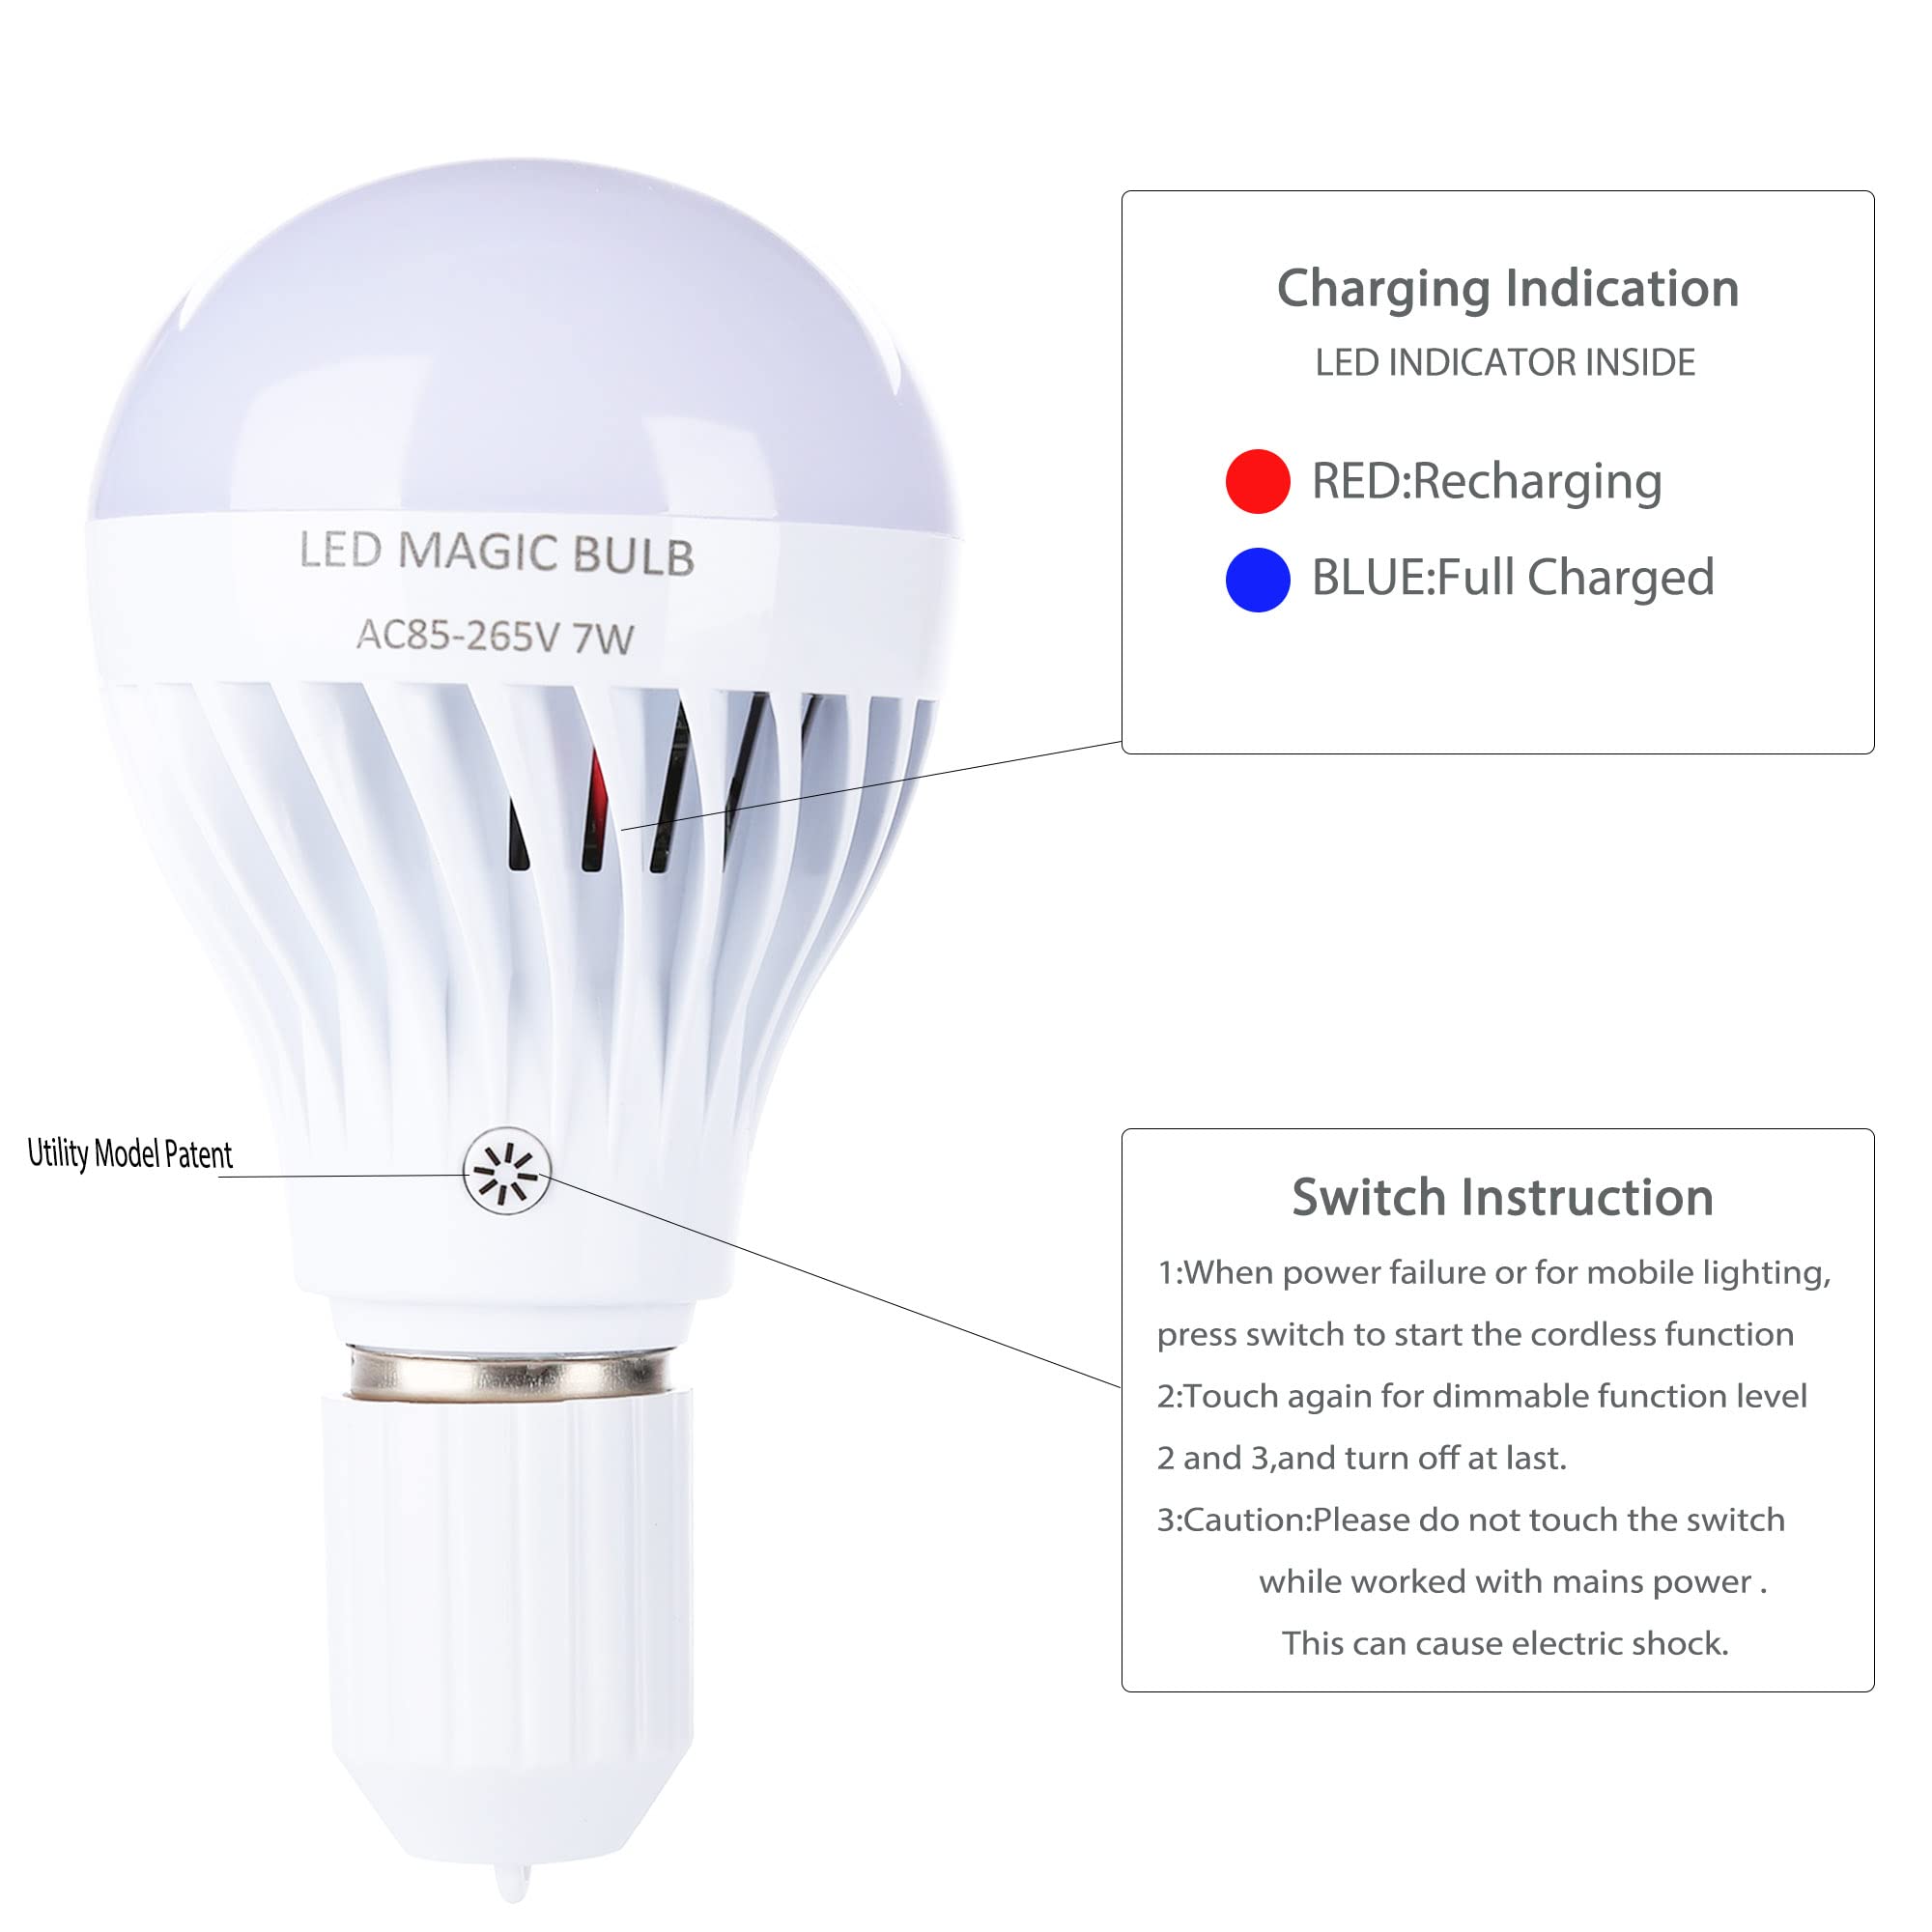 LED MAGIC BULB
AC85-265V 7W
Charging Indication
LED INDICATOR INSIDE
RED:Recharging
BLUE:Full Charged
Utility Model Patent
Switch Instruction
1:When power failure or for mobile lighting,
press switch to start the cordless function
2:Touch again for dimmable function level
2 and 3,and turn off at last.
3:Caution:Please do not touch the switch
while worked with mains power .
This can cause electric shock.